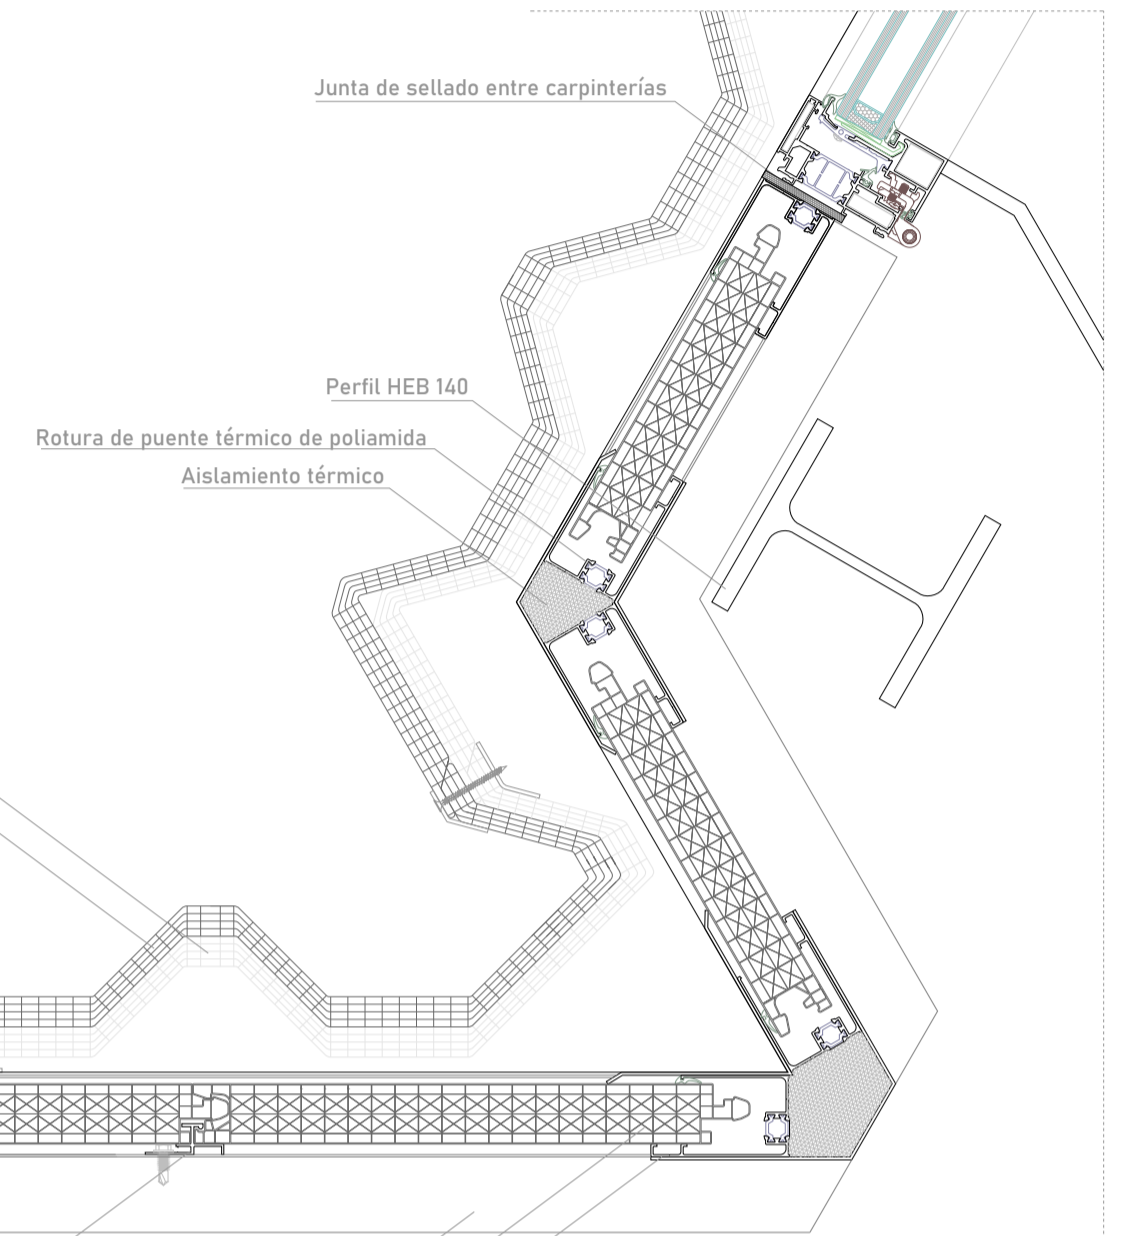 Junta de sellado entre carpinterías
Perfil HEB 140
Rotura de puente térmico de poliamida
Aislamiento térmico